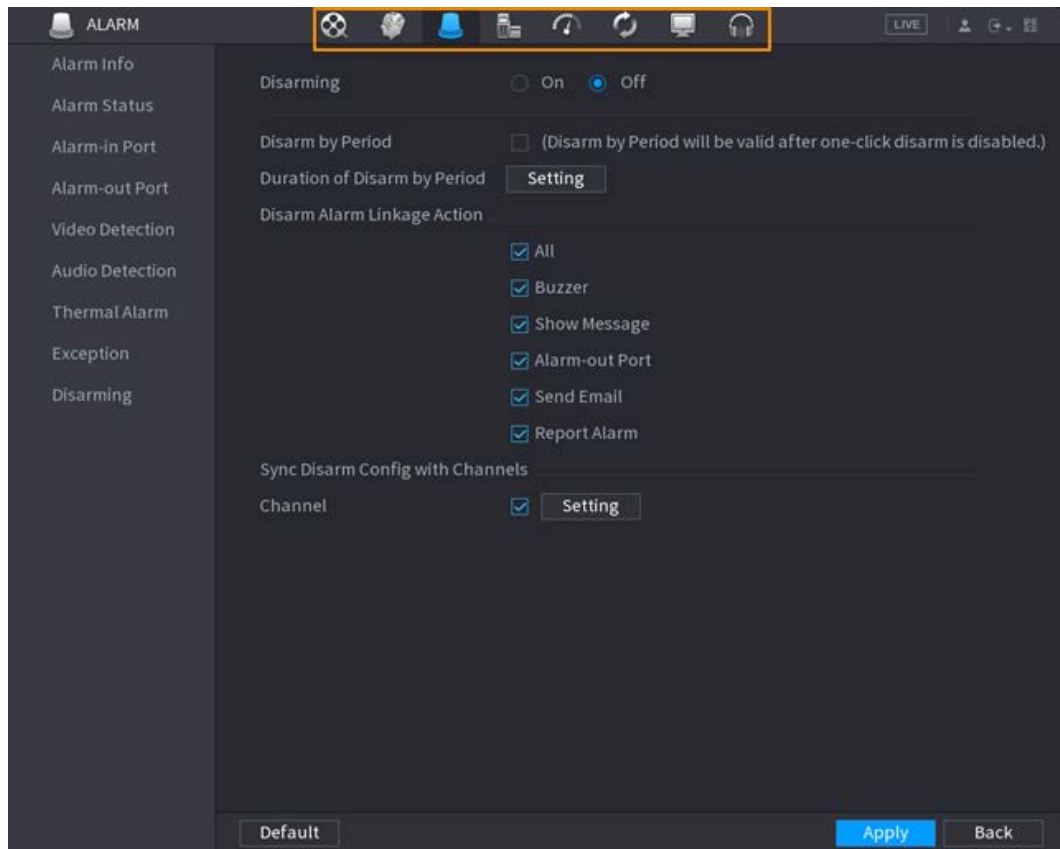 ALARM
LIVE
Alarm Info
Alarm Status
Alarm-in Port
Alarm-out Port
Video Detection
Audio Detection
Thermal Alarm
Exception
Disarming
Disarming On Off
Disarm by Period (Disarm by Period will be valid after one-click disarm is disabled.)
Duration of Disarm by Period Setting
Disarm Alarm Linkage Action
All
Buzzer
Show Message
Alarm-out Port
Send Email
Report Alarm
Sync Disarm Config with Channels
Channel Setting
Default Apply Back